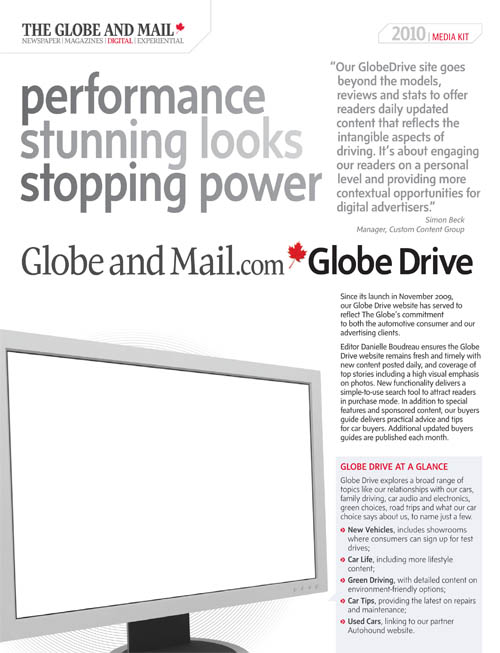 THE GLOBE AND MAIL
NEWSPAPER | MAGAZINES | DIGITAL | EXPERIENTIAL
2010 | MEDIA KIT
performance
stunning looks
stopping power
“Our GlobeDrive site goes
beyond the models,
reviews and stats to offer
readers daily updated
content that reflects the
intangible aspects of
driving. It’s about engaging
our readers on a personal
level and providing more
contextual opportunities for
digital advertisers.”
Simon Beck
Manager, Custom Content Group
Globe and Mail.com Globe Drive
Since its launch in November 2009,
our Globe Drive website has served to
reflect The Globe’s commitment
to both the automotive consumer and our
advertising clients.
Editor Danielle Boudreau ensures the Globe
Drive website remains fresh and timely with
new content posted daily, and coverage of
top stories including a high visual emphasis
on photos. New functionality delivers a
simple-to-use search tool to attract readers
in purchase mode. In addition to special
features and sponsored content, our buyers
guide delivers practical advice and tips
for car buyers. Additional updated buyers
guides are published each month.
GLOBE DRIVE AT A GLANCE
Globe Drive explores a broad range of
topics like our relationships with our cars,
family driving, car audio and electronics,
green choices, road trips and what our car
choice says about us, to name just a few.
New Vehicles, includes showrooms
where consumers can sign up for test
drives;
Car Life, including more lifestyle
content;
Green Driving, with detailed content on
environment-friendly options;
Car Tips, providing the latest on repairs
and maintenance;
Used Cars, linking to our partner
Autohound website.